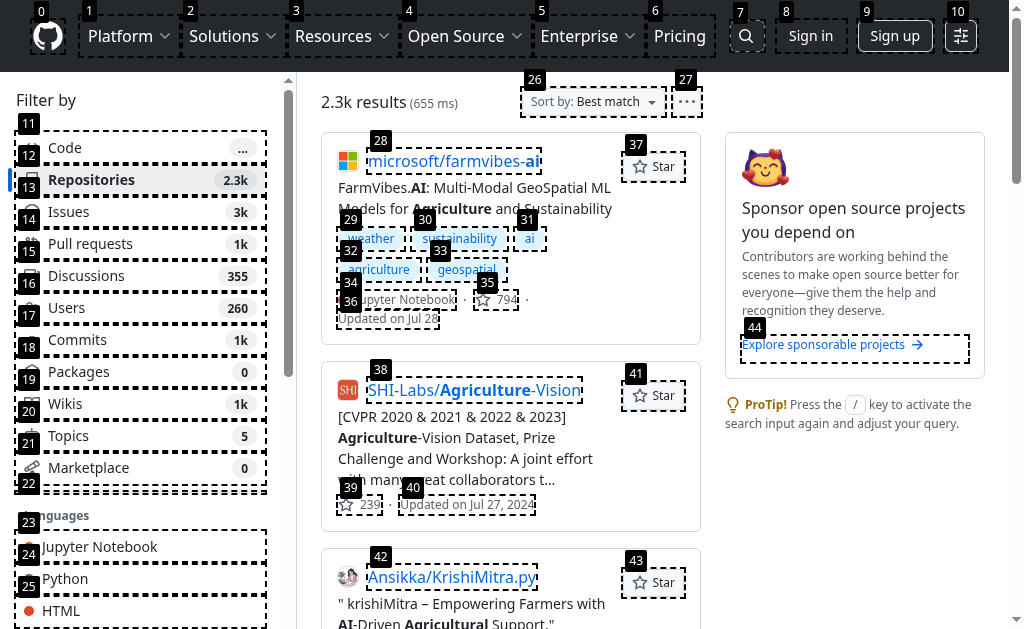 0
1
2
3
4
5
6
7
8
9
10
Platform
Solutions
Resources
Open Source
Enterprise
Pricing
Sign in
Sign up
Filter by
11
Code
...
12
Repositories
2.3k
13
Issues
3k
14
Pull requests
1k
15
Discussions
355
16
Users
260
17
Commits
1k
18
Packages
0
19
Wikis
1k
20
Topics
5
21
Marketplace
0
22
23
Jupyter Notebook
24
Python
25
HTML
2.3k results (655 ms)
26
Sort by: Best match
27
...
28
microsoft/farmvibes-ai
37
Star
FarmVibes.AI: Multi-Modal GeoSpatial ML
Models for Agriculture and Sustainability
29
30
31
weather
sustainability
ai
32
33
agriculture
geospatial
34
35
36
Jupyter Notebook · 794 ·
Updated on Jul 28
38
SHI
SHI-Labs/Agriculture-Vision
41
Star
[CVPR 2020 & 2021 & 2022 & 2023]
Agriculture-Vision Dataset, Prize
Challenge and Workshop: A joint effort
with many great collaborators t...
39
40
239 · Updated on Jul 27, 2024
42
Ansikka/KrishiMitra.py
43
Star
" krishiMitra – Empowering Farmers with
AI-Driven Agricultural Support."
Sponsor open source projects
you depend on
Contributors are working behind the
scenes to make open source better for
everyone—give them the help and
recognition they deserve.
44
Explore sponsorable projects
ProTip! Press the / key to activate the
search input again and adjust your query.